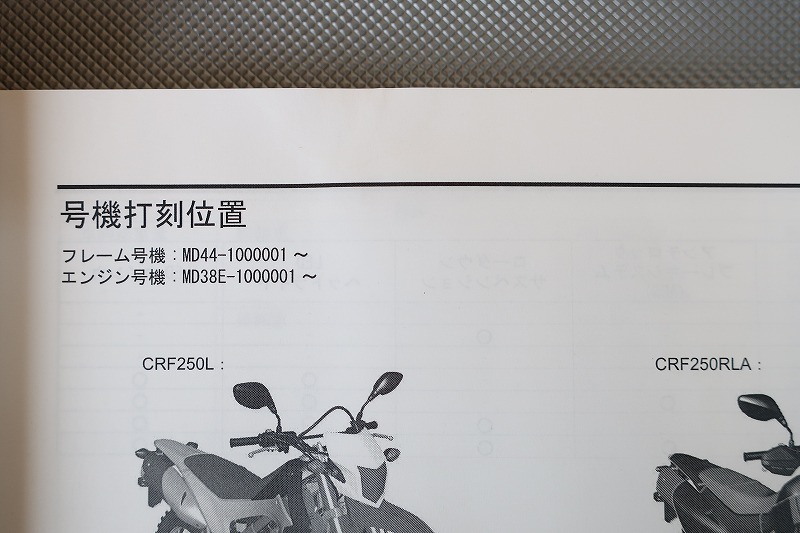 号機打刻位置
フレーム号機：MD44-1000001～
エンジン号機：MD38E-1000001～
CRF250L：
CRF250RLA：